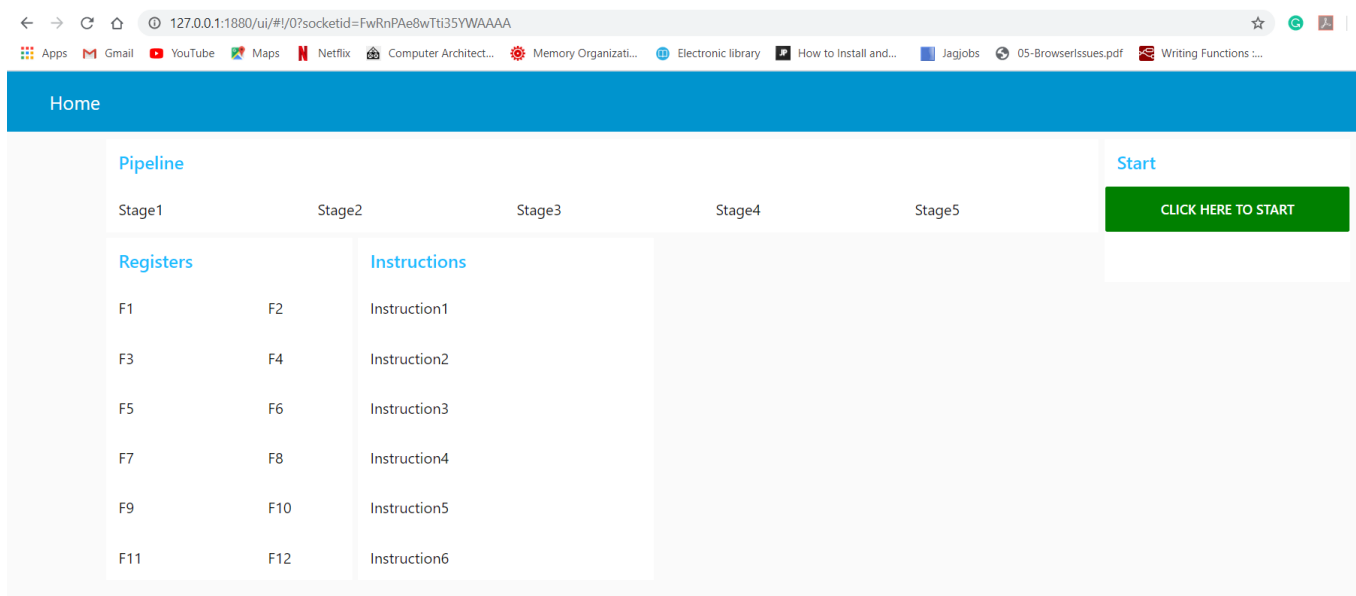 127.0.0.1:1880/ui/#!/0?socketid=FwRnPAe8wTti35YWAAAA
Apps Gmail YouTube Maps Netflix Computer Architect... Memory Organizati... Electronic library How to Install and... Jagjobs 05-BrowserIssues.pdf Writing Functions :...
Home
Pipeline
Stage1 Stage2 Stage3 Stage4 Stage5
Start
CLICK HERE TO START
Registers
F1 F2
F3 F4
F5 F6
F7 F8
F9 F10
F11 F12
Instructions
Instruction1
Instruction2
Instruction3
Instruction4
Instruction5
Instruction6